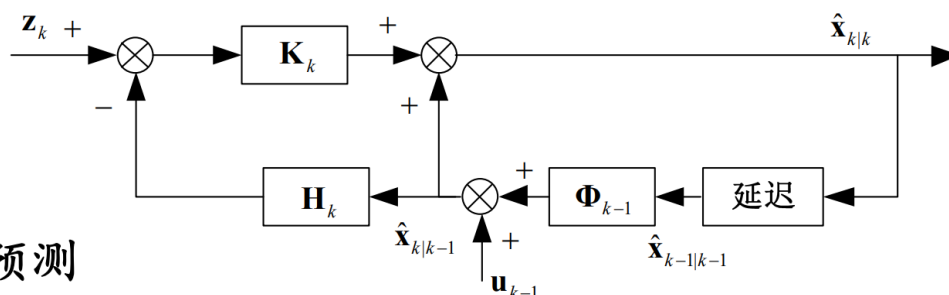 z_k + + x̂_{k|k}
K_k
− +
H_k + Φ_{k-1} 延迟
x̂_{k|k-1} + x̂_{k-1|k-1}
预测 u_{k-1}